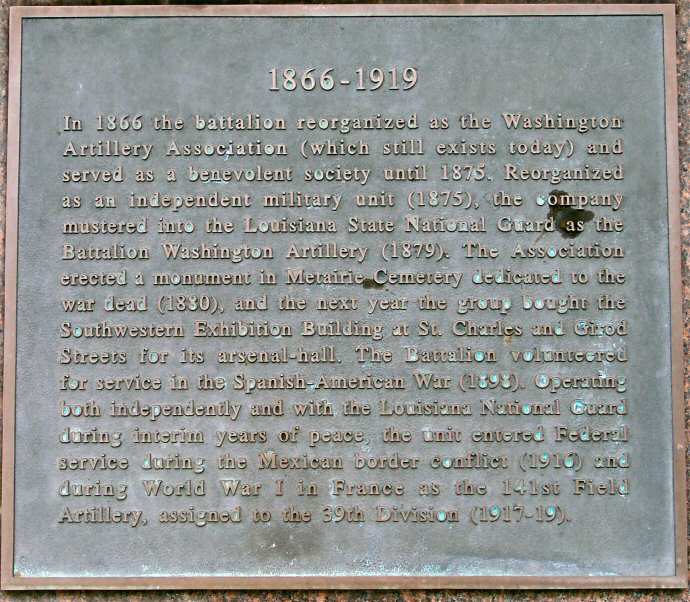 1866-1919
In 1866 the battalion reorganized as the Washington
Artillery Association (which still exists today) and
served as a benevolent society until 1875. Reorganized
as an independent military unit (1875), the company
mustered into the Louisiana State National Guard as the
Battalion Washington Artillery (1879). The Association
erected a monument in Metairie Cemetery dedicated to the
war dead (1880), and the next year the group bought the
Southwestern Exhibition Building at St. Charles and Girod
Streets for its arsenal-hall. The Battalion volunteered
for service in the Spanish-American War (1898). Operating
both independently and with the Louisiana National Guard
during interim years of peace, the unit entered Federal
service during the Mexican border conflict (1916) and
during World War I in France as the 141st Field
Artillery, assigned to the 39th Division (1917-19).